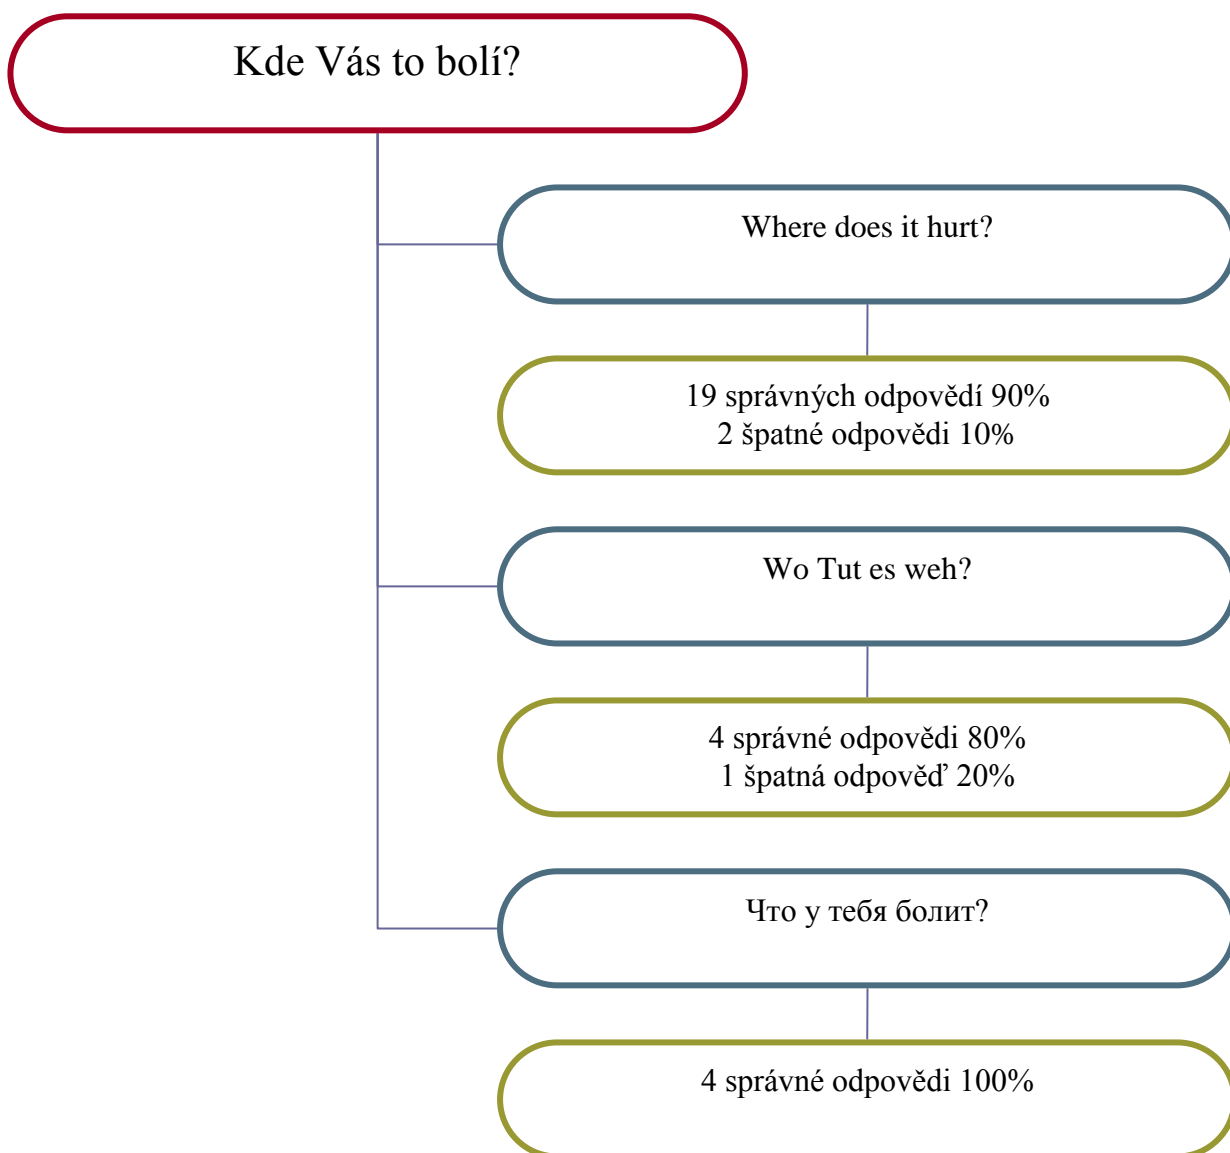 Kde Vás to bolí?
Where does it hurt?
19 správných odpovědí 90%
2 špatné odpovědi 10%
Wo Tut es weh?
4 správné odpovědi 80%
1 špatná odpověď 20%
Что у тебя болит?
4 správné odpovědi 100%